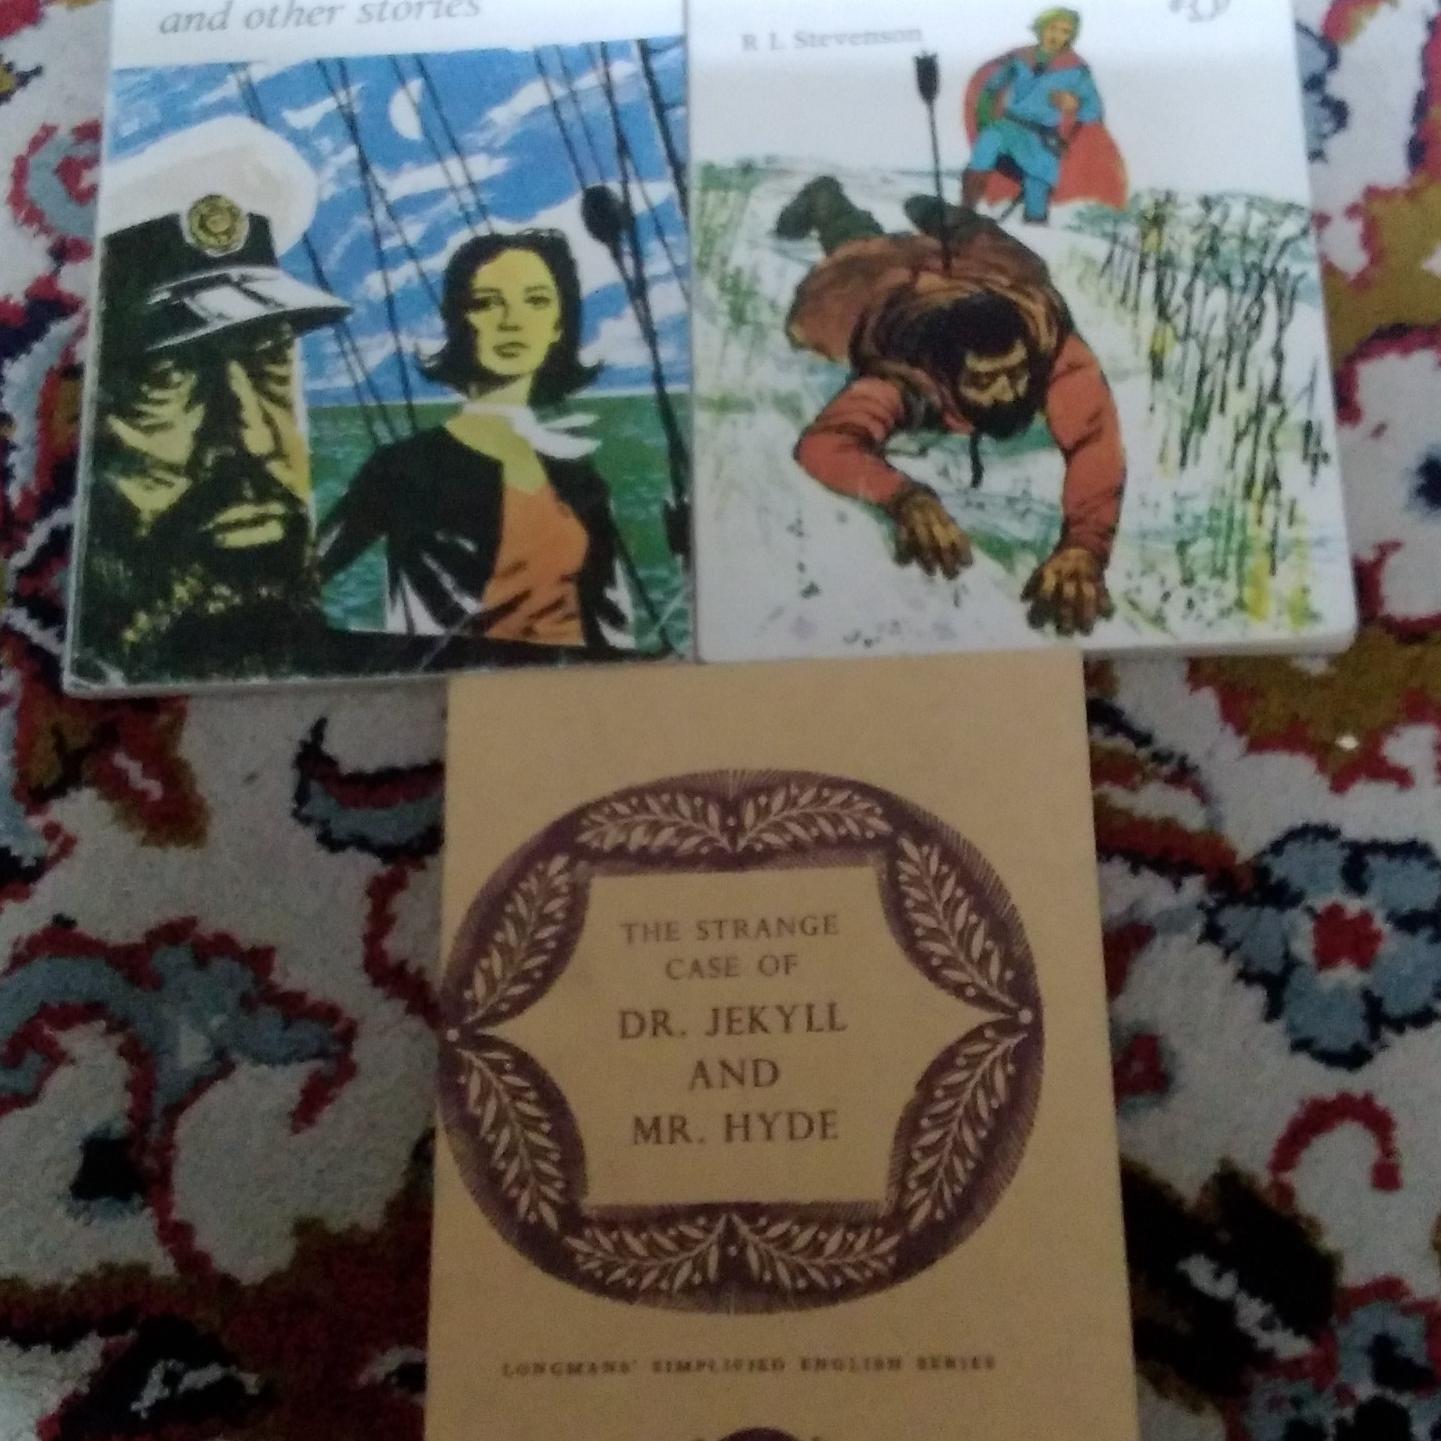 and other stories
R L Stevenson
THE STRANGE
CASE OF
DR. JEKYLL
AND
MR. HYDE
LONGMANS' SIMPLIFIED ENGLISH SERIES